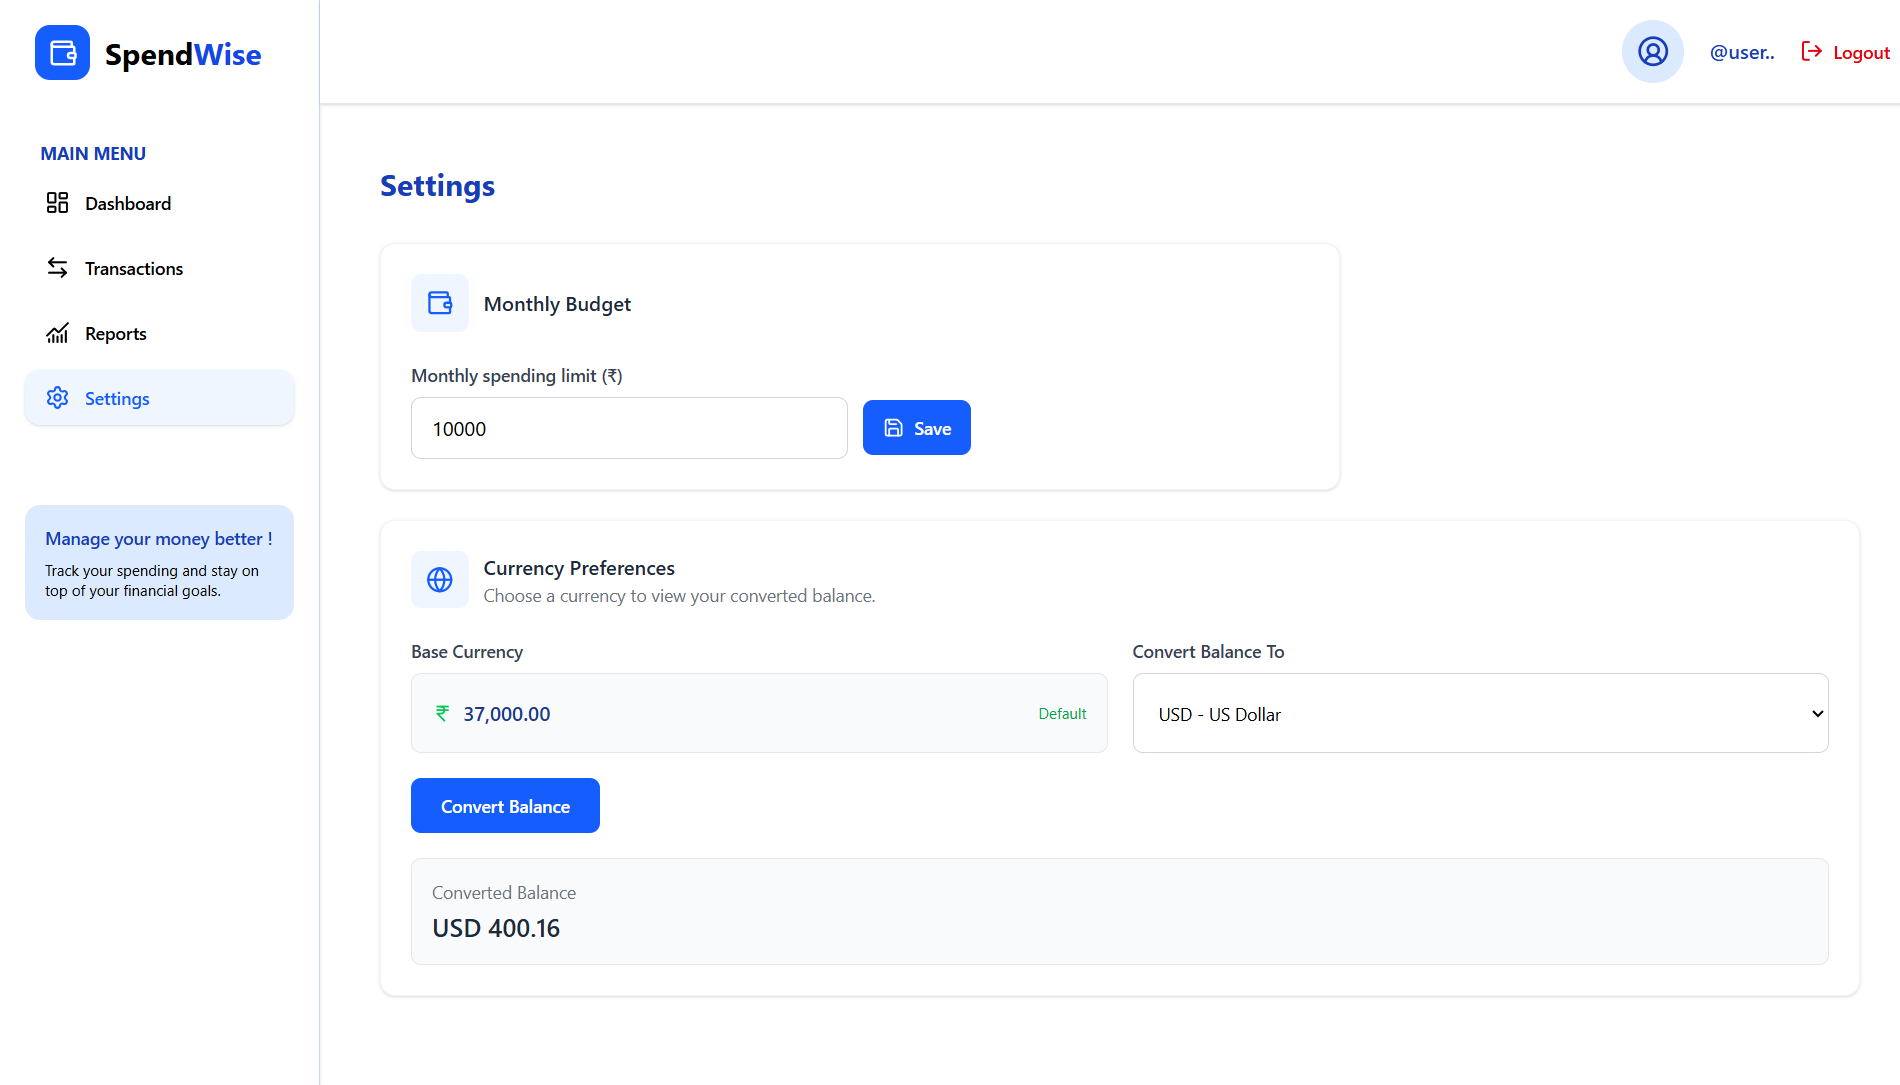 SpendWise
@user..
Logout
MAIN MENU
Dashboard
Transactions
Reports
Settings
Manage your money better !
Track your spending and stay on
top of your financial goals.
Settings
Monthly Budget
Monthly spending limit (₹)
10000
Save
Currency Preferences
Choose a currency to view your converted balance.
Base Currency
₹ 37,000.00
Default
Convert Balance To
USD - US Dollar
Convert Balance
Converted Balance
USD 400.16